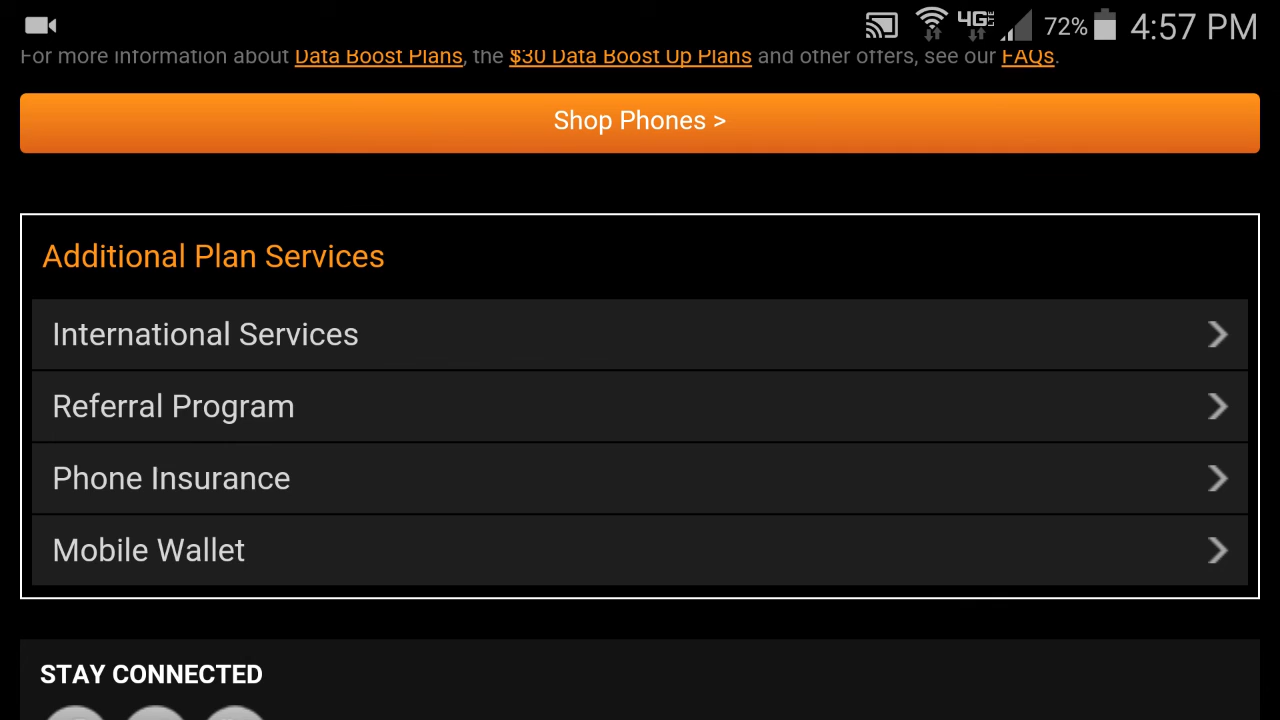 4G LTE 72% 4:57 PM
For more information about Data Boost Plans, the $30 Data Boost Up Plans and other offers, see our FAQs.
Shop Phones >
Additional Plan Services
International Services
Referral Program
Phone Insurance
Mobile Wallet
STAY CONNECTED